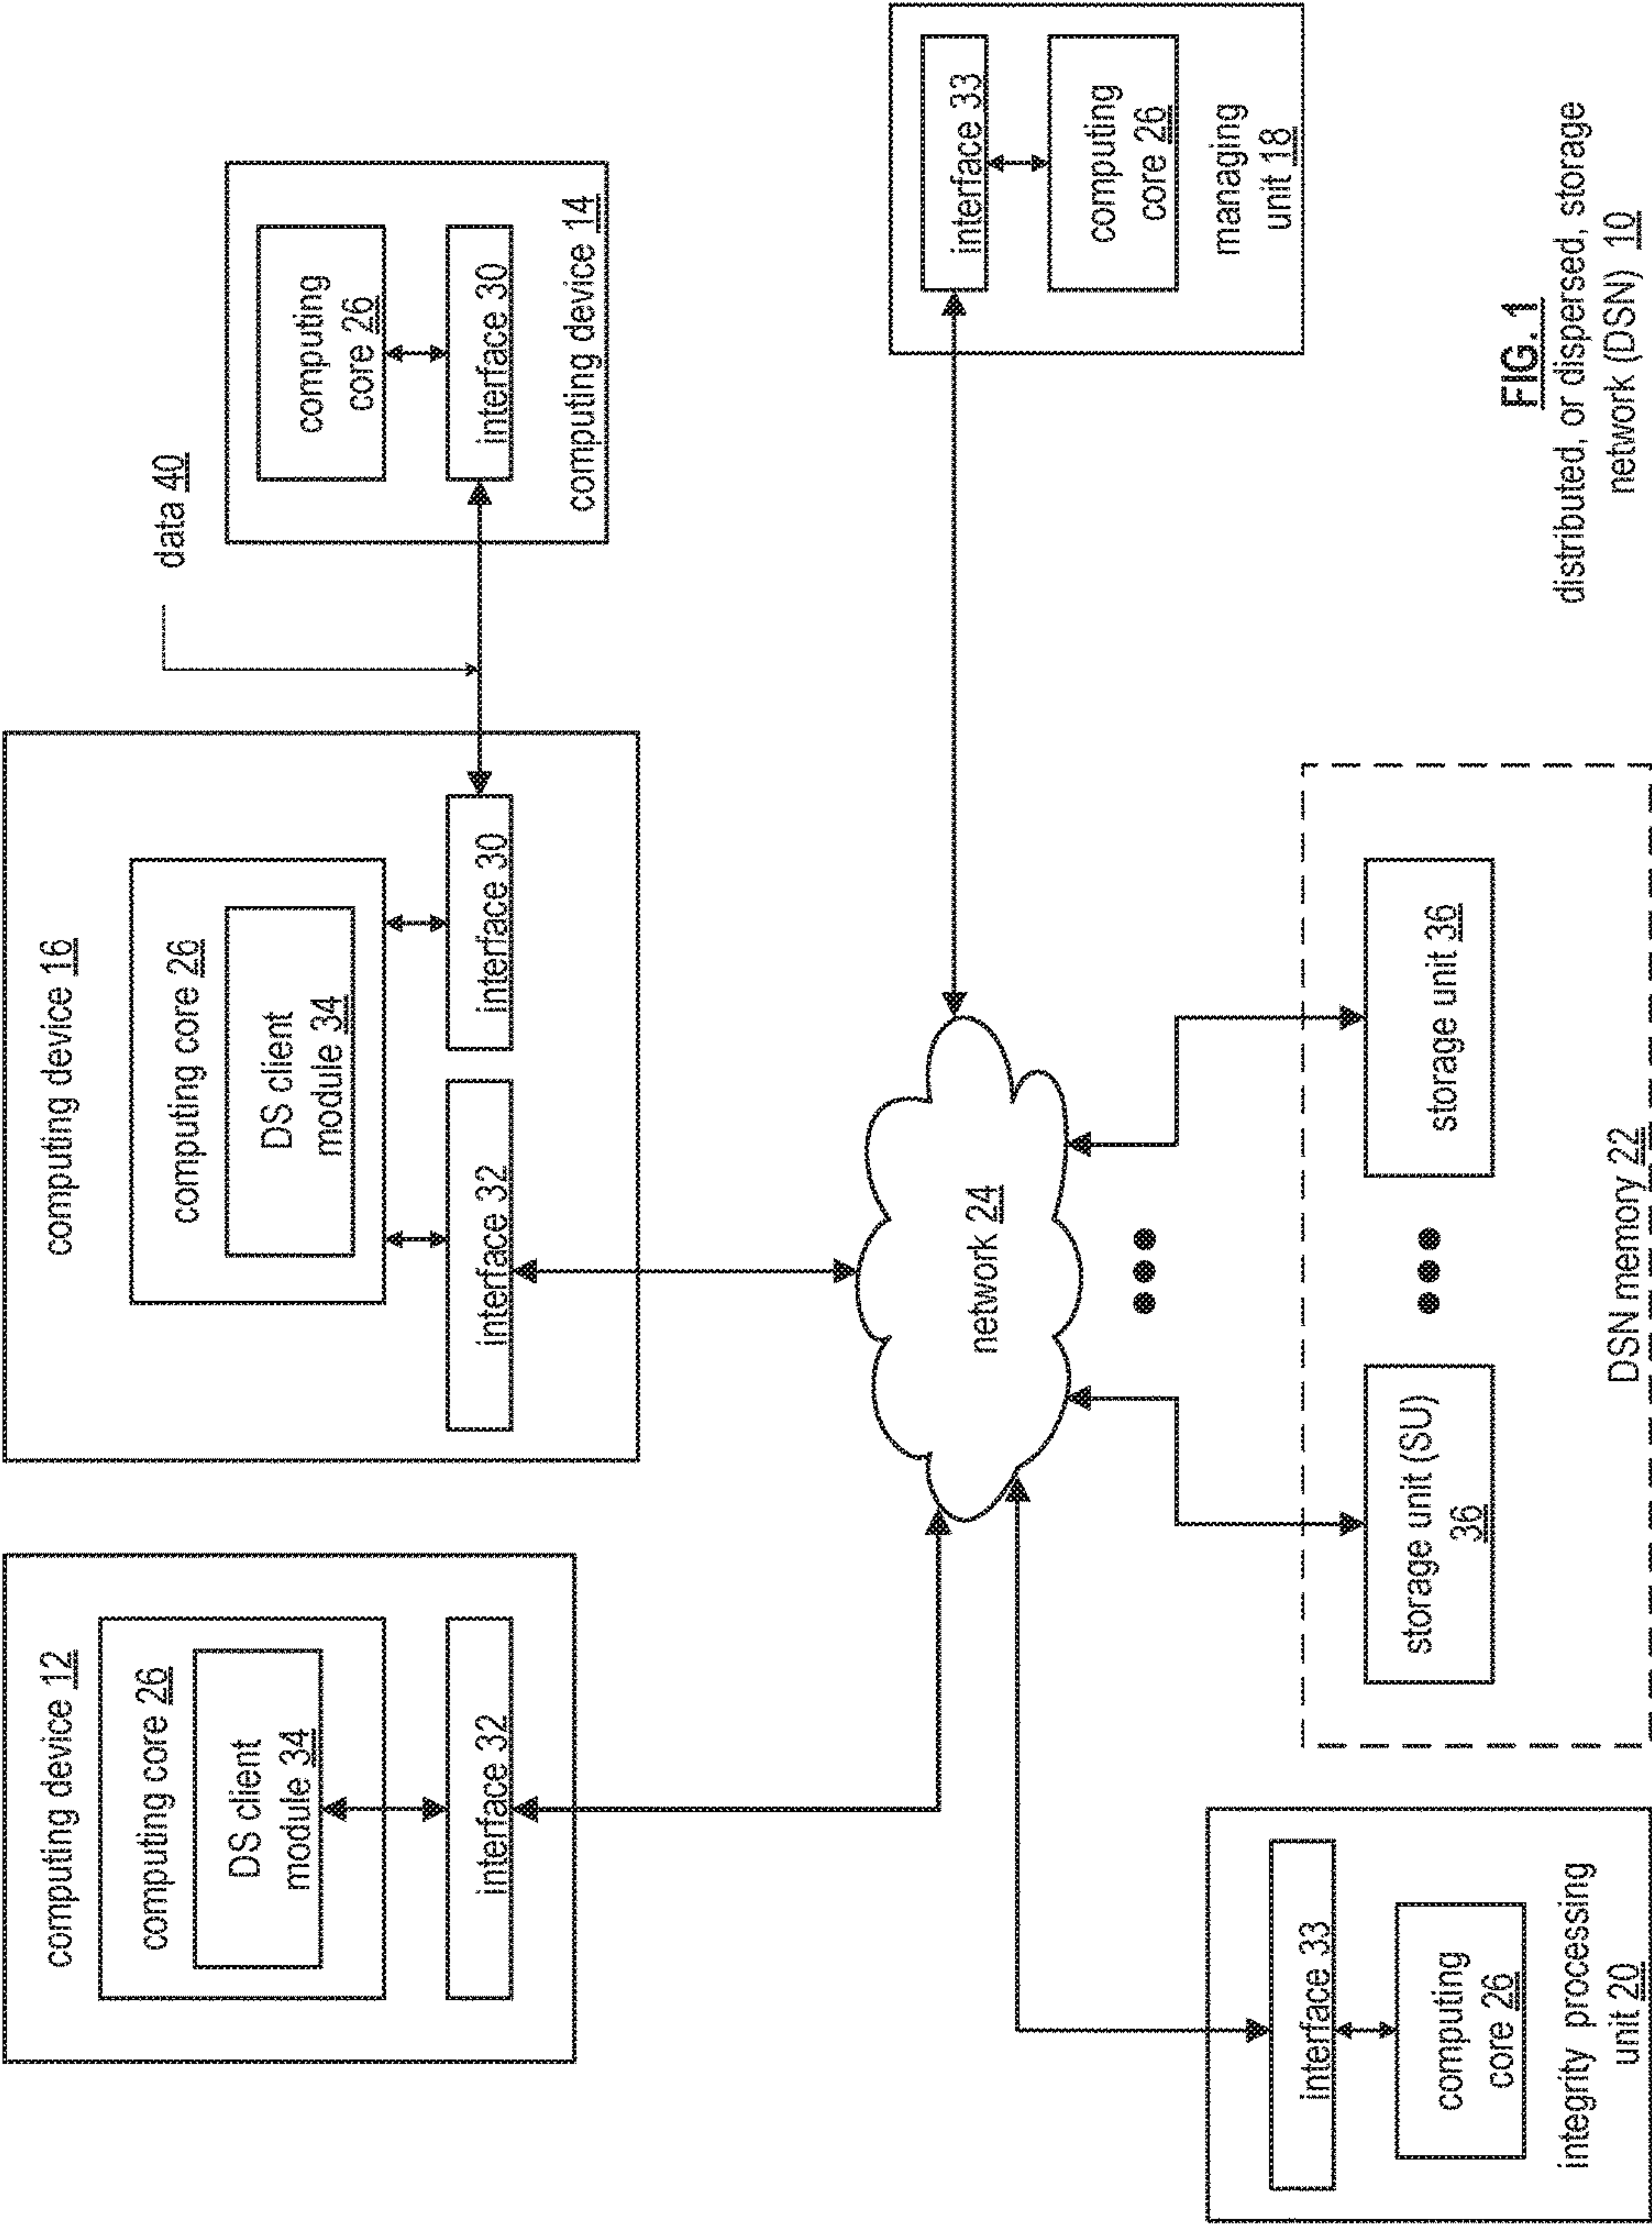 computing device 12
computing core 26
DS client
module 34
interface 32
computing device 16
computing core 26
DS client
module 34
interface 32
interface 30
data 40
computing
core 26
interface 30
computing device 14
network 24
interface 33
computing
core 26
managing
unit 18
interface 33
computing
core 26
integrity processing
unit 20
storage unit (SU)
36
storage unit 36
DSN memory 22
FIG. 1
distributed, or dispersed, storage
network (DSN) 10